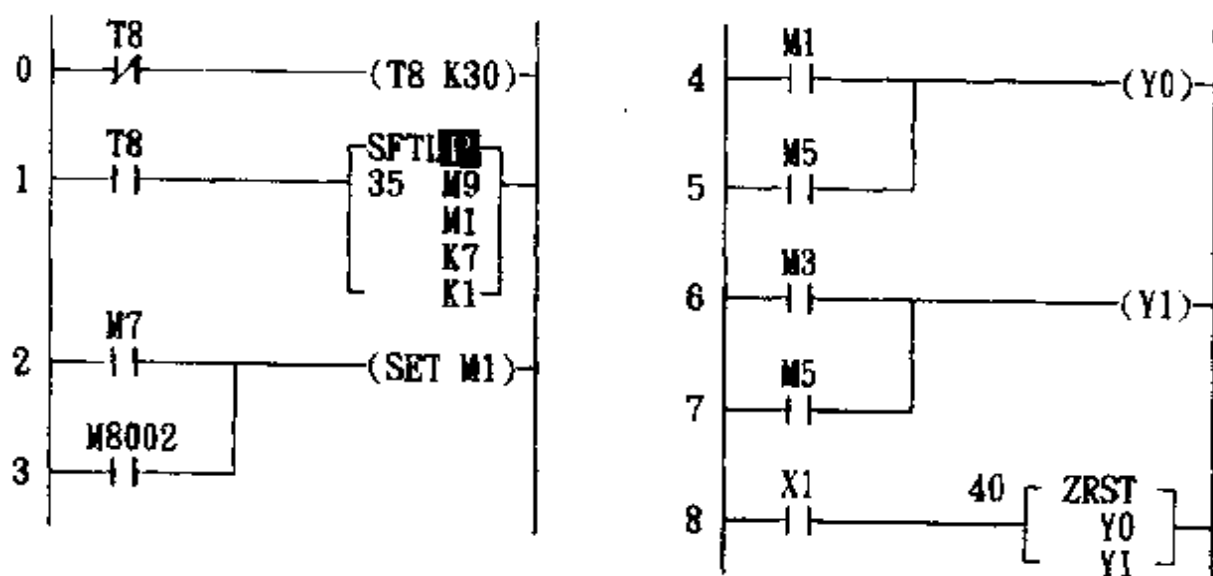 T8
0 (T8 K30)
T8
1 SFTL
35 M9
M1
K7
K1
M7
2 (SET M1)
M8002
3
M1
4 (Y0)
M5
5
M3
6 (Y1)
M5
7
X1
8 40 ZRST
Y0
Y1